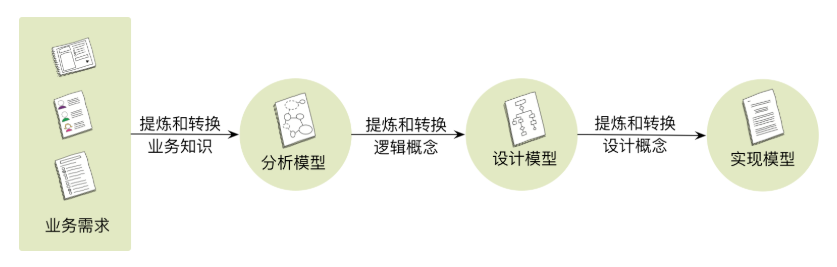 业务需求
提炼和转换
业务知识
分析模型
提炼和转换
逻辑概念
设计模型
提炼和转换
设计概念
实现模型